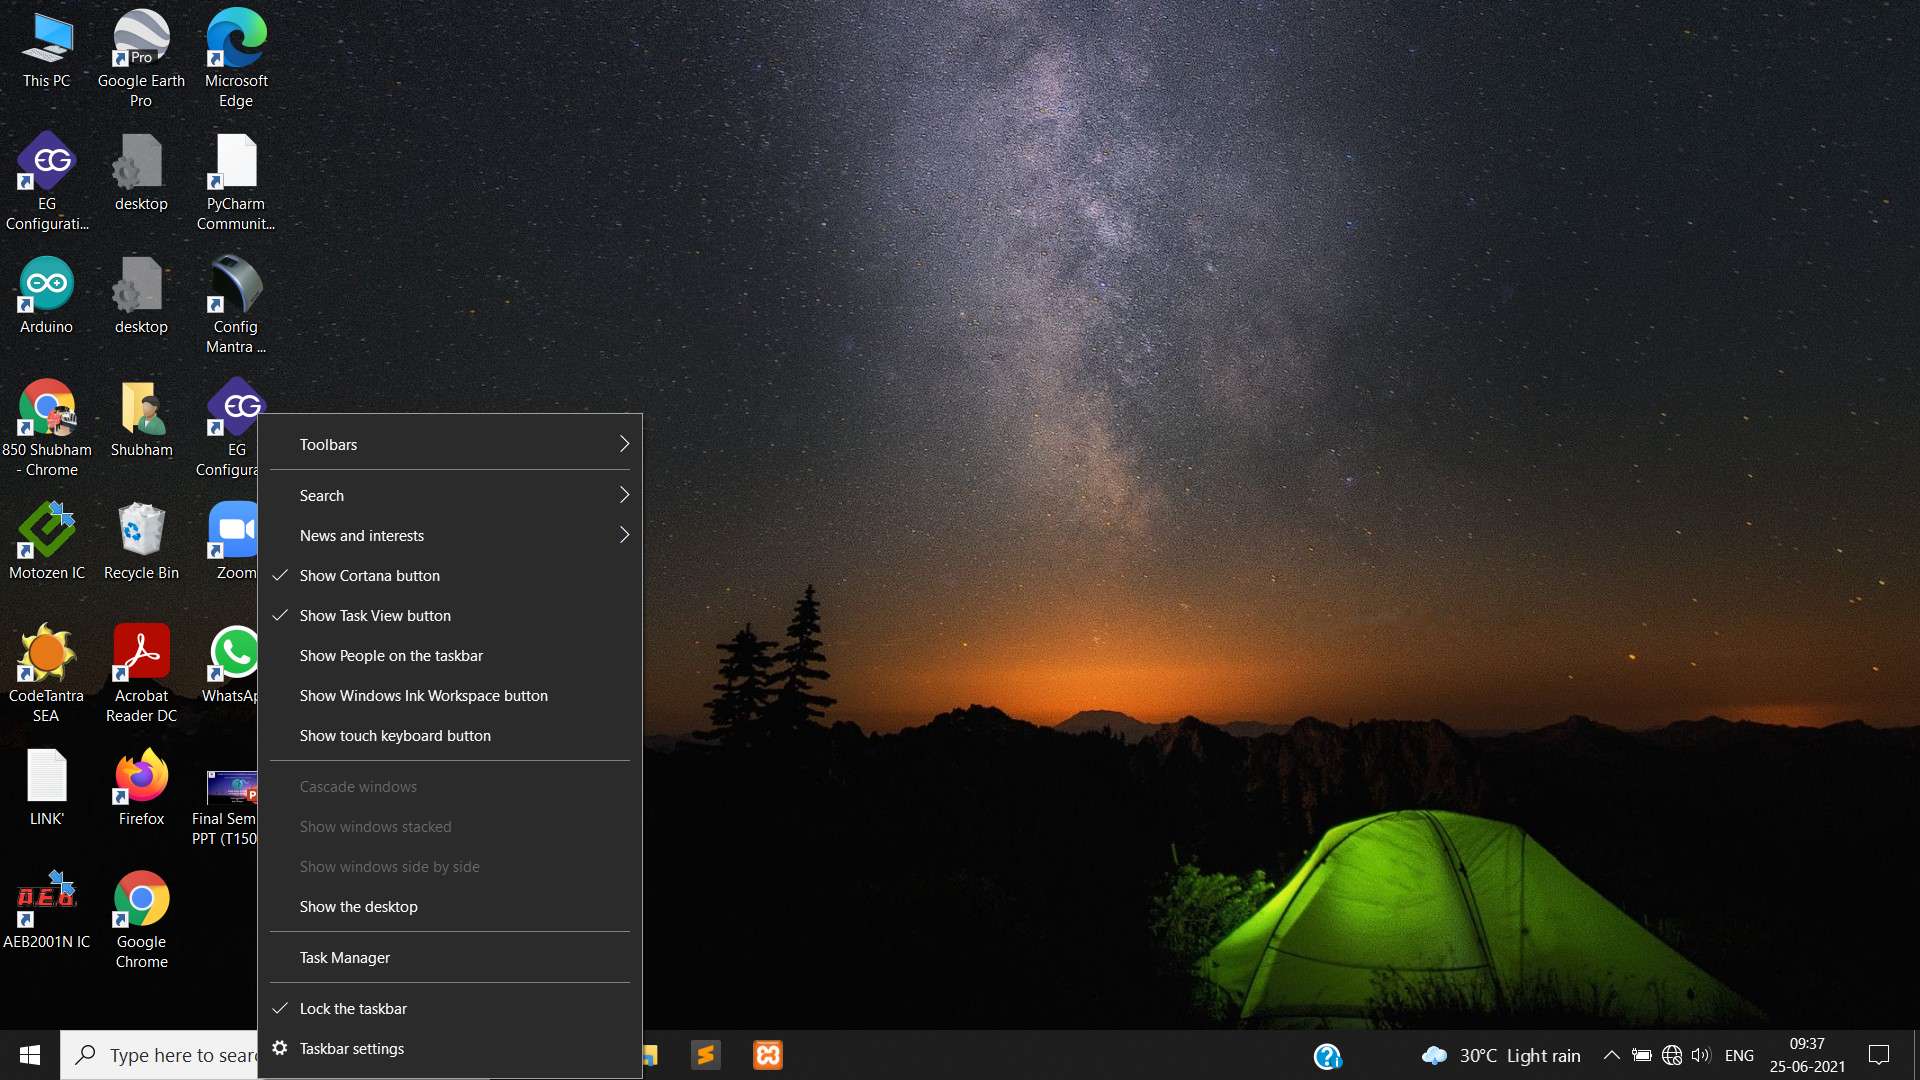 This PC
Google Earth
Pro
Microsoft
Edge
EG
Configurati...
desktop
PyCharm
Communit...
Arduino
desktop
Config
Mantra ...
850 Shubham
- Chrome
Shubham
EG
Configura
Motozen IC
Recycle Bin
Zoom
CodeTantra
SEA
Acrobat
Reader DC
WhatsAp
LINK'
Firefox
Final Sem
PPT (T150
AEB2001N IC
Google
Chrome
Pro
EG
EG
A.E.B
Toolbars
Search
News and interests
Show Cortana button
Show Task View button
Show People on the taskbar
Show Windows Ink Workspace button
Show touch keyboard button
Cascade windows
Show windows stacked
Show windows side by side
Show the desktop
Task Manager
Lock the taskbar
Taskbar settings
Type here to searc
30°C Light rain
ENG
09:37
25-06-2021